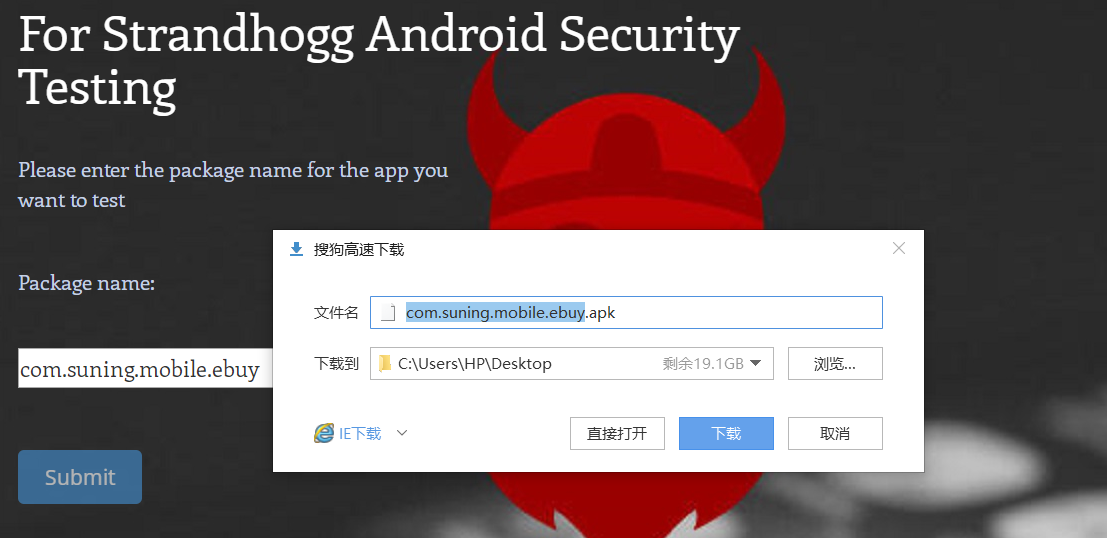 For Strandhogg Android Security
Testing
Please enter the package name for the app you
want to test
Package name:
com.suning.mobile.ebuy
Submit
搜狗高速下载
文件名
com.suning.mobile.ebuy.apk
下载到
C:\Users\HP\Desktop
剩余19.1GB
浏览...
IE下载
直接打开
下载
取消